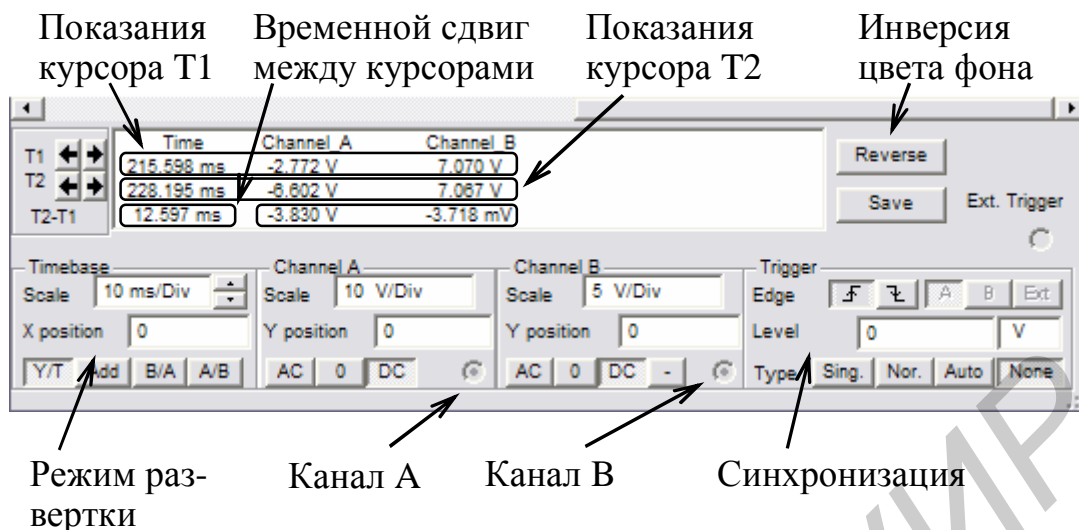 Показания Временной сдвиг Показания Инверсия
курсора Т1 между курсорами курсора Т2 цвета фона
Time Channel_A Channel_B
T1 215.598 ms -2.772 V 7.070 V Reverse
T2 228.195 ms -6.602 V 7.067 V
T2-T1 12.597 ms -3.830 V -3.718 mV Save Ext. Trigger
Timebase Channel A Channel B Trigger
Scale 10 ms/Div Scale 10 V/Div Scale 5 V/Div Edge A B Ext
X position 0 Y position 0 Y position 0 Level 0 V
Y/T Add B/A A/B AC 0 DC AC 0 DC - Type Sing. Nor. Auto None
Режим раз- Канал А Канал В Синхронизация
вертки
УИР